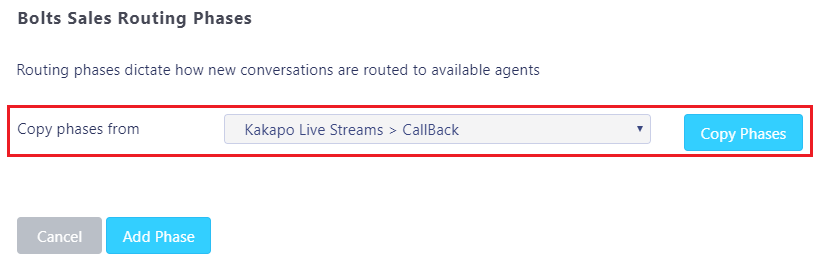 Bolts Sales Routing Phases
Routing phases dictate how new conversations are routed to available agents
Copy phases from Kakapo Live Streams > CallBack Copy Phases
Cancel Add Phase